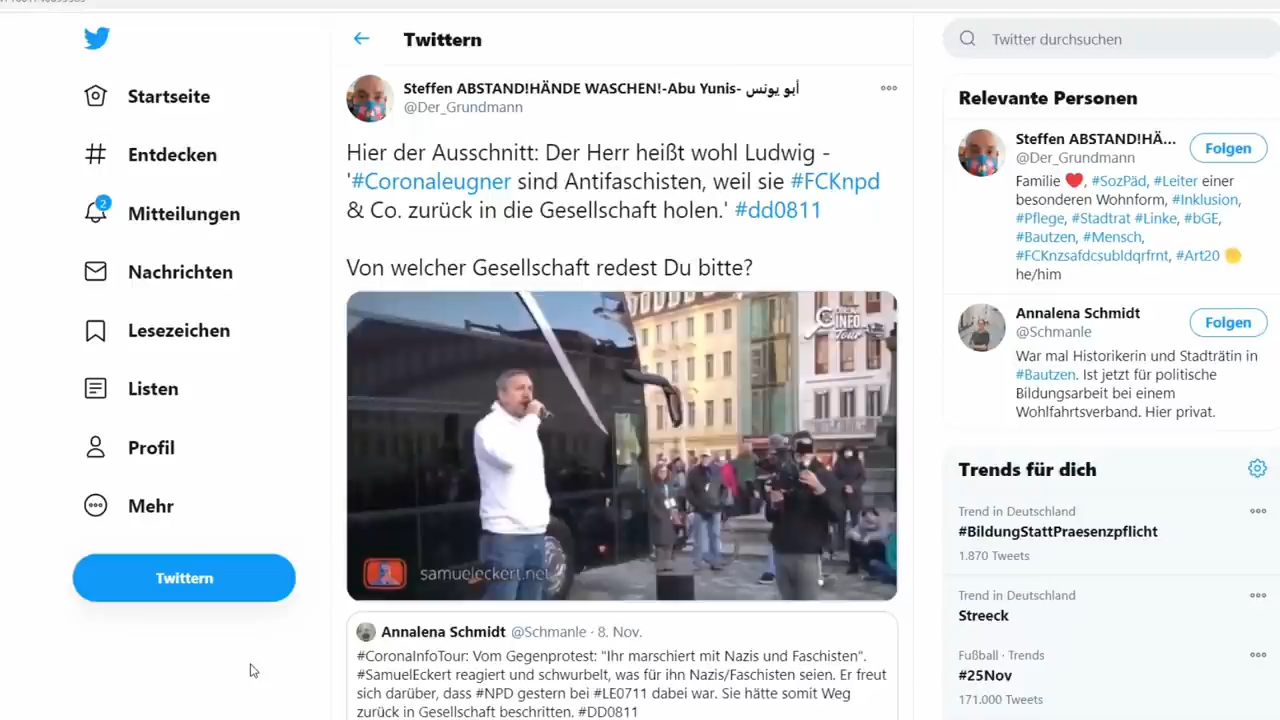 Twittern
Twitter durchsuchen
Startseite
Entdecken
2
Mitteilungen
Nachrichten
Lesezeichen
Listen
Profil
Mehr
Twittern
Steffen ABSTAND!HÄNDE WASCHEN!-Abu Yunis- أبو يونس
@Der_Grundmann
Hier der Ausschnitt: Der Herr heißt wohl Ludwig -
'#Coronaleugner sind Antifaschisten, weil sie #FCKnpd
& Co. zurück in die Gesellschaft holen.' #dd0811
Von welcher Gesellschaft redest Du bitte?
INFO
Tour
samueleckert.net
Annalena Schmidt @Schmanle · 8. Nov.
#CoronaInfoTour: Vom Gegenprotest: "Ihr marschiert mit Nazis und Faschisten".
#SamuelEckert reagiert und schwurbelt, was für ihn Nazis/Faschisten seien. Er freut
sich darüber, dass #NPD gestern bei #LE0711 dabei war. Sie hätte somit Weg
zurück in Gesellschaft beschritten. #DD0811
Relevante Personen
Steffen ABSTAND!HÄ...
@Der_Grundmann
Folgen
Familie ❤️, #SozPäd, #Leiter einer
besonderen Wohnform, #Inklusion,
#Pflege, #Stadtrat #Linke, #bGE,
#Bautzen, #Mensch,
#FCKnzsafdcsubldqrfrnt, #Art20 ✊
he/him
Annalena Schmidt
@Schmanle
Folgen
War mal Historikerin und Stadträtin in
#Bautzen. Ist jetzt für politische
Bildungsarbeit bei einem
Wohlfahrtsverband. Hier privat.
Trends für dich
Trend in Deutschland
#BildungStattPraesenzpflicht
1.870 Tweets
Trend in Deutschland
Streeck
Fußball · Trends
#25Nov
171.000 Tweets